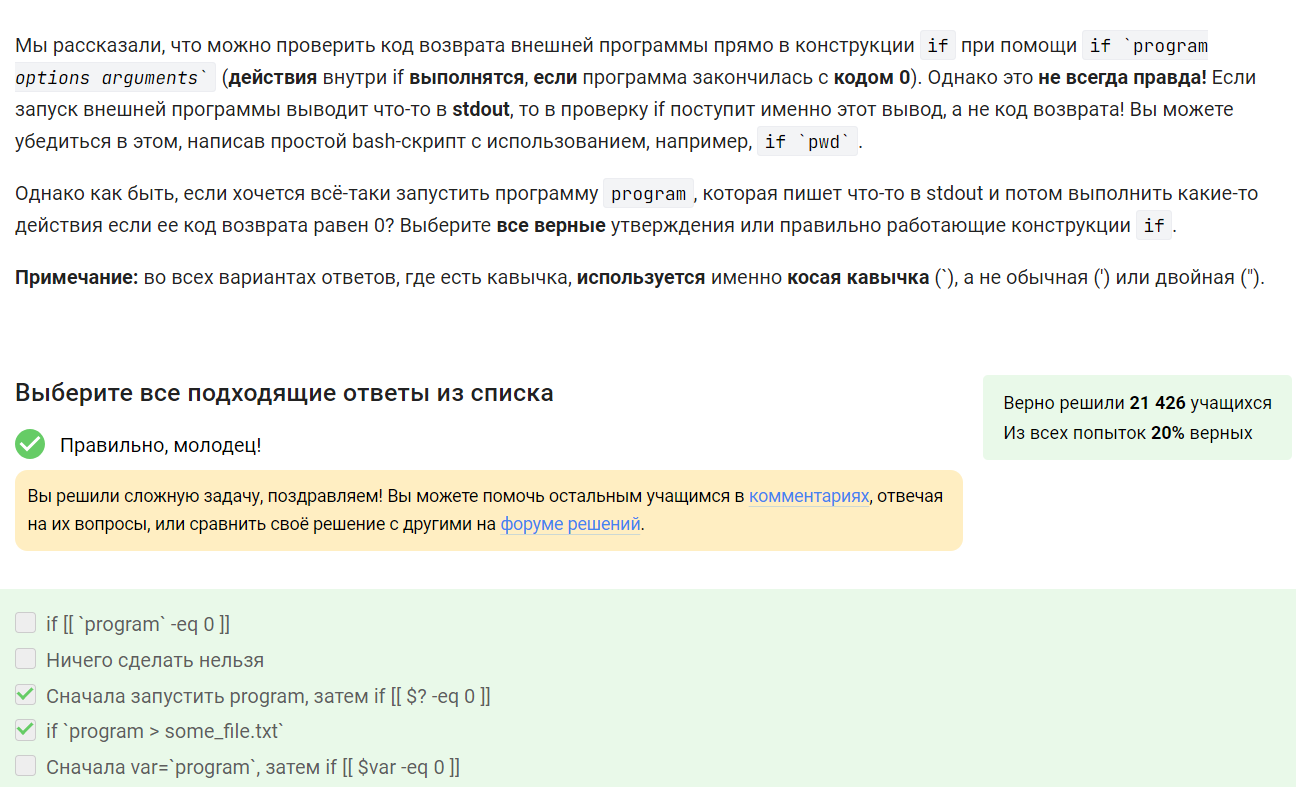 Мы рассказали, что можно проверить код возврата внешней программы прямо в конструкции if при помощи if `program
options arguments` (действия внутри if выполнятся, если программа закончилась с кодом 0). Однако это не всегда правда! Если
запуск внешней программы выводит что-то в stdout, то в проверку if поступит именно этот вывод, а не код возврата! Вы можете
убедиться в этом, написав простой bash-скрипт с использованием, например, if `pwd`.
Однако как быть, если хочется всё-таки запустить программу program, которая пишет что-то в stdout и потом выполнить какие-то
действия если ее код возврата равен 0? Выберите все верные утверждения или правильно работающие конструкции if.
Примечание: во всех вариантах ответов, где есть кавычка, используется именно косая кавычка (`), а не обычная (') или двойная (").
Выберите все подходящие ответы из списка
Верно решили 21 426 учащихся
Из всех попыток 20% верных
Правильно, молодец!
Вы решили сложную задачу, поздравляем! Вы можете помочь остальным учащимся в комментариях, отвечая
на их вопросы, или сравнить своё решение с другими на форуме решений.
if [[ `program` -eq 0 ]]
Ничего сделать нельзя
Сначала запустить program, затем if [[ $? -eq 0 ]]
if `program > some_file.txt`
Сначала var=`program`, затем if [[ $var -eq 0 ]]